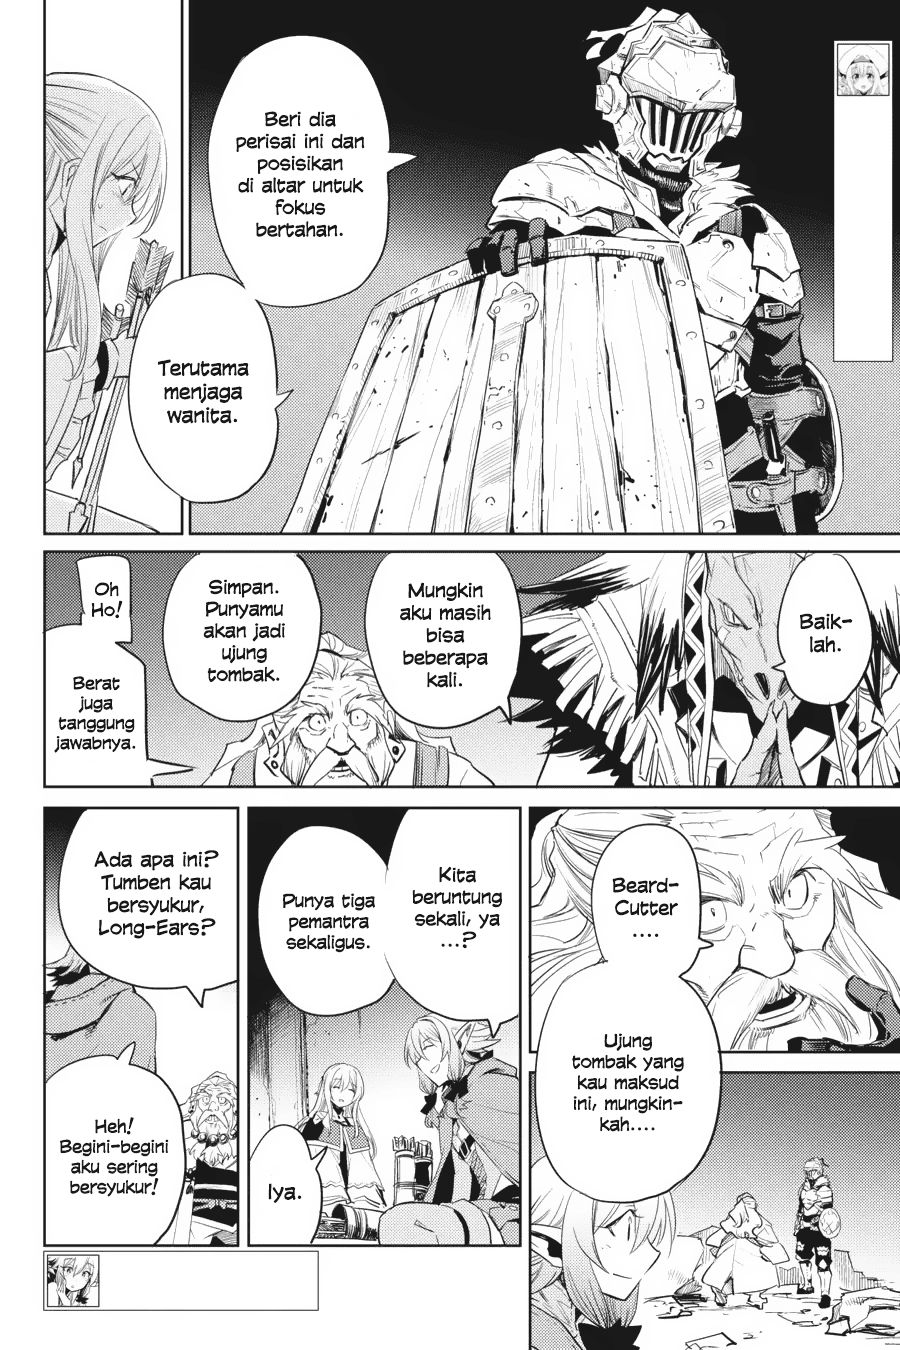 Beri dia
perisai ini dan
posisikan
di altar untuk
fokus
bertahan.
Terutama
menjaga
wanita.
Baik-
lah.
Mungkin
aku masih
bisa
beberapa
kali.
Simpan.
Punyamu
akan jadi
ujung
tombak.
Oh
Ho!
Berat
juga
tanggung
jawabnya.
Beard-
Cutter
....
Ujung
tombak yang
kau maksud
ini, mungkin-
kah....
Kita
beruntung
sekali, ya
...?
Punya tiga
pemantra
sekaligus.
Iya.
Ada apa ini?
Tumben kau
bersyukur,
Long-Ears?
Heh!
Begini-begini
aku sering
bersyukur!